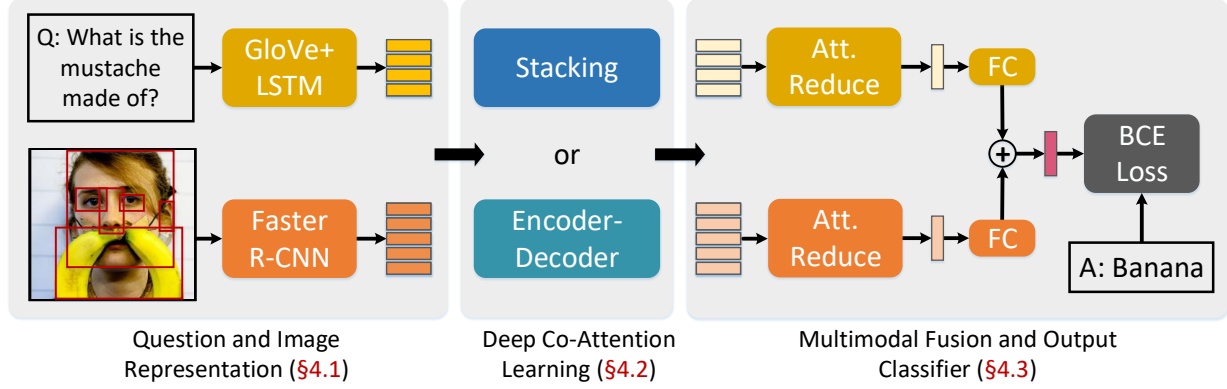 Q: What is the
mustache
made of?
GloVe+
LSTM
Faster
R-CNN
Question and Image
Representation (§4.1)
Stacking
or
Encoder-
Decoder
Deep Co-Attention
Learning (§4.2)
Att.
Reduce
FC
Att.
Reduce
FC
+
BCE
Loss
A: Banana
Multimodal Fusion and Output
Classifier (§4.3)